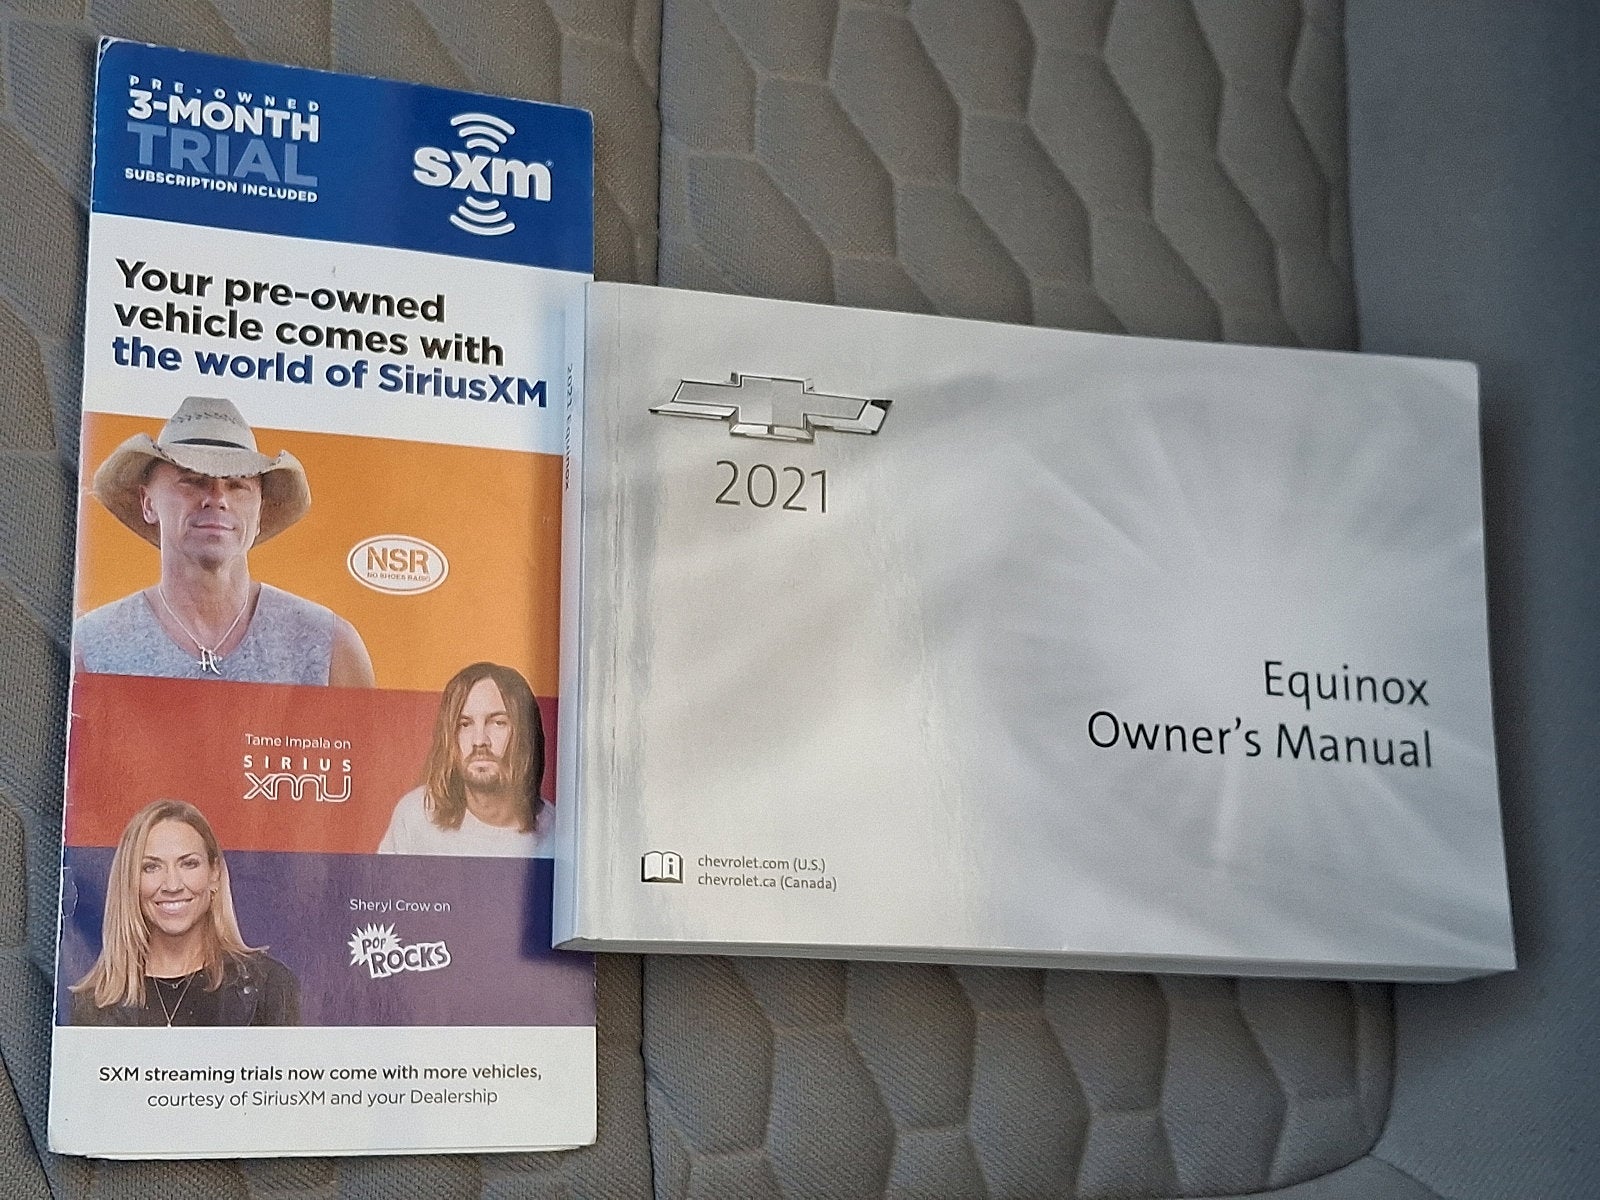 PRE-OWNED
3-MONTH
TRIAL
SUBSCRIPTION INCLUDED
sxm
Your pre-owned
vehicle comes with
the world of SiriusXM
NSR
NO SHOES RADIO
Tame Impala on
SIRIUS
xmu
Sheryl Crow on
POP
ROCKS
SXM streaming trials now come with more vehicles,
courtesy of SiriusXM and your Dealership
2021 Equinox
2021
Equinox
Owner's Manual
i
chevrolet.com (U.S.)
chevrolet.ca (Canada)